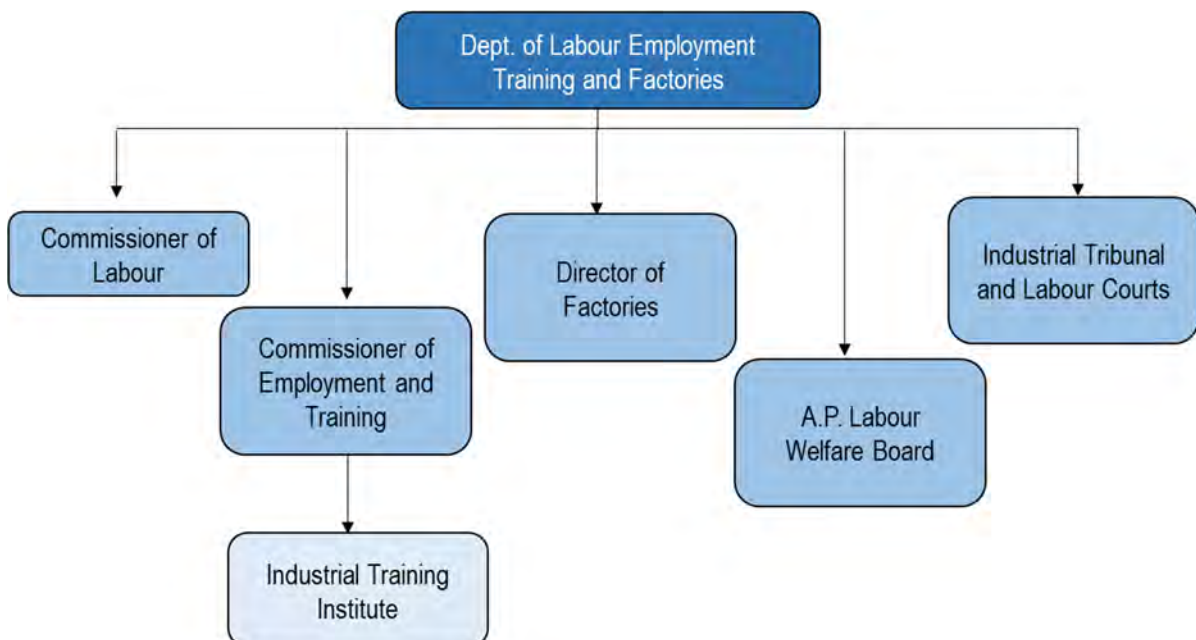 Dept. of Labour Employment
Training and Factories
Commissioner of
Labour
Commissioner of
Employment and
Training
Director of
Factories
A.P. Labour
Welfare Board
Industrial Tribunal
and Labour Courts
Industrial Training
Institute